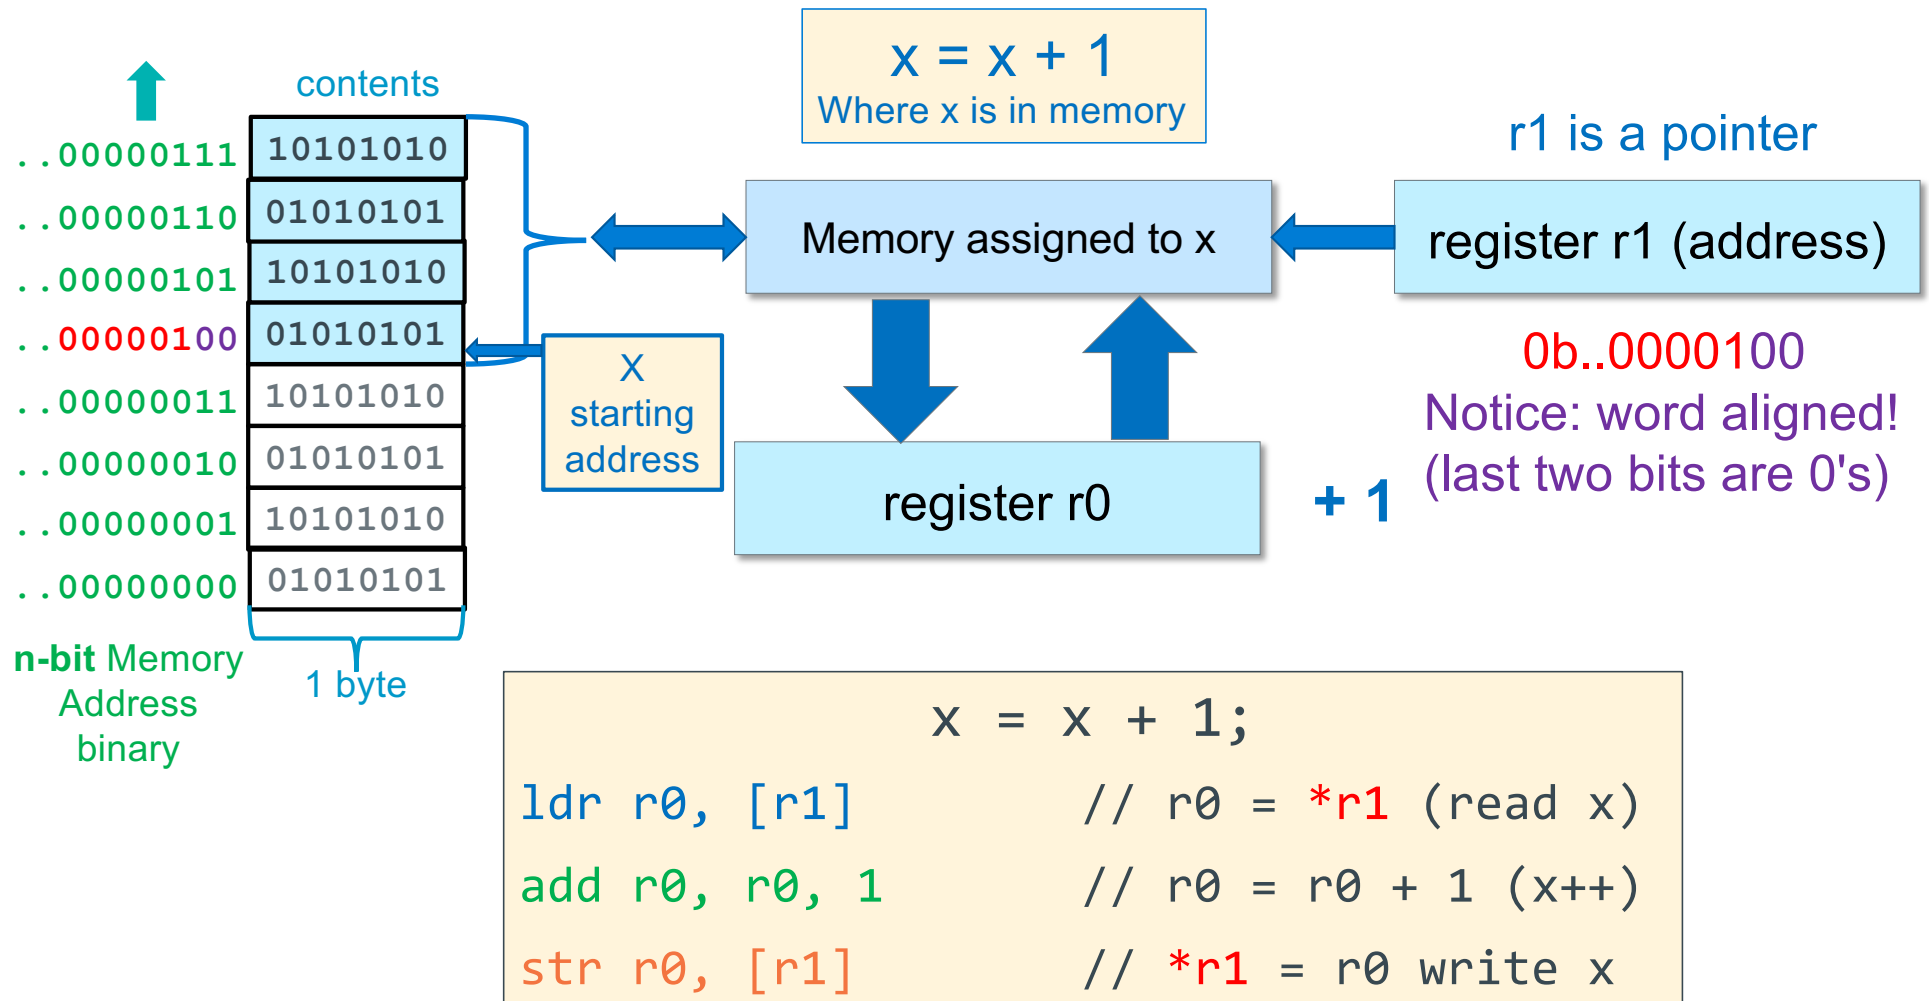 x = x + 1
Where x is in memory
contents
..00000111 10101010
..00000110 01010101
..00000101 10101010
..00000100 01010101
..00000011 10101010
..00000010 01010101
..00000001 10101010
..00000000 01010101
n-bit Memory
Address
binary
1 byte
X
starting
address
Memory assigned to x
register r0
+ 1
r1 is a pointer
register r1 (address)
0b..0000100
Notice: word aligned!
(last two bits are 0's)
x = x + 1;
ldr r0, [r1] // r0 = *r1 (read x)
add r0, r0, 1 // r0 = r0 + 1 (x++)
str r0, [r1] // *r1 = r0 write x